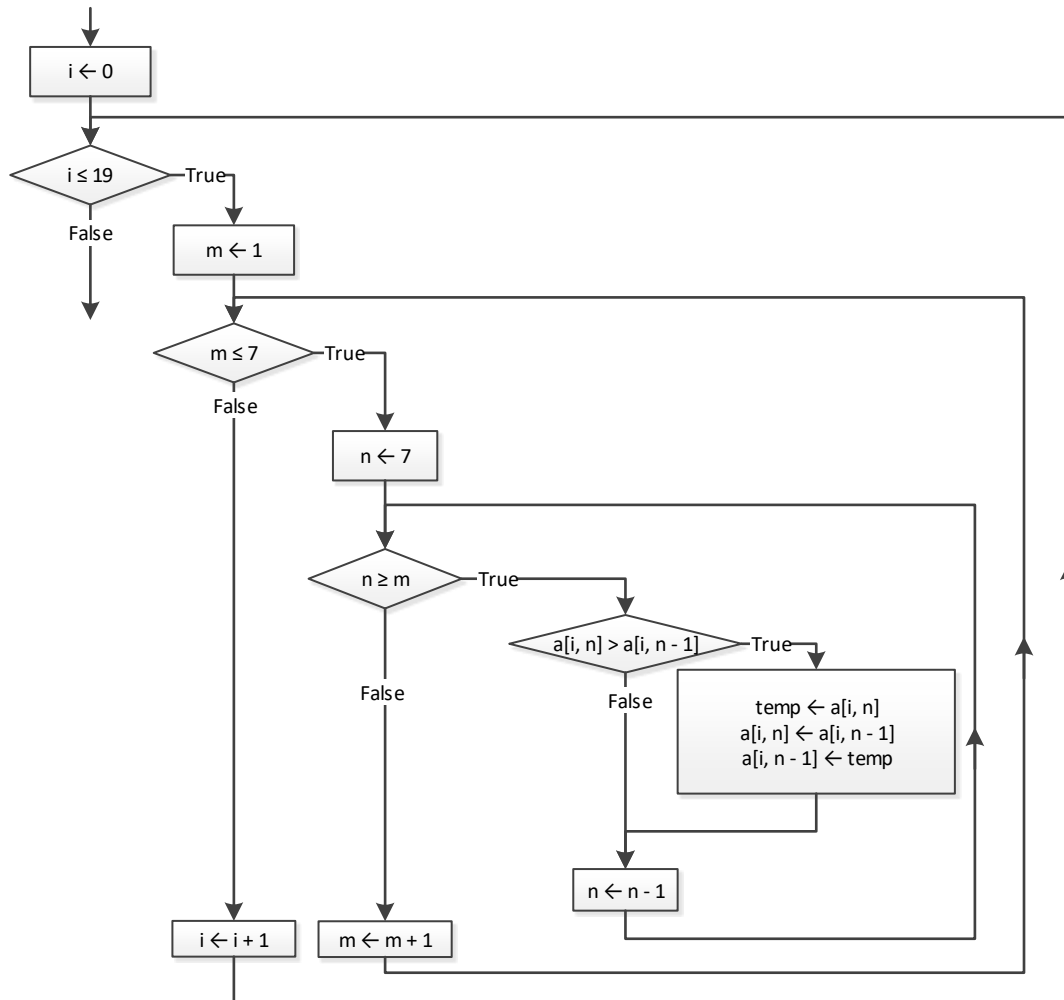 i ← 0
i ≤ 19
True
False
m ← 1
m ≤ 7
True
False
n ← 7
n ≥ m
True
a[i, n] > a[i, n - 1]
True
False
False
temp ← a[i, n]
a[i, n] ← a[i, n - 1]
a[i, n - 1] ← temp
n ← n - 1
i ← i + 1
m ← m + 1